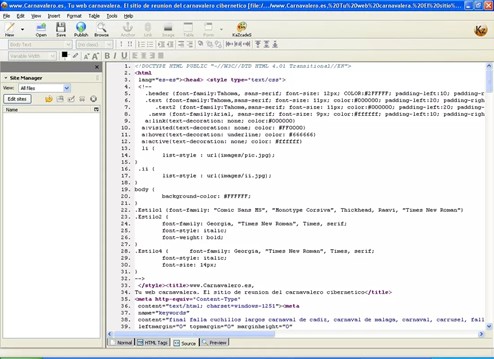 www.Carnavalero.es, Tu web carnavalera. El sitio de reunion del carnavalero cibernetico [file:/
File Edit View Insert Format Table Tools Window Help
New Open Save Publish Browse
Undo Redo
Anchor Link Image Table Form
KaZcadeS
Body Text
Variable Width
Site Manager
View: All files
Edit sites
Name
1. <!DOCTYPE HTML PUBLIC "-//W3C//DTD HTML 4.01 Transitional//EN">
2. <html
3. lang="es-es"><head> <style type="text/css">
4. <!--
5. .header {font-family:Tahoma, sans-serif; font-size: 12px; COLOR:#2FFFFF; padding-left:10; padding-right
6. .text {font-family:Tahoma,sans-serif; font-size: 11px; color:#000000; padding-left:20; padding-right
7. .text2 {font-family:Tahoma,sans-serif; font-size: 11px; color:#000000; padding-left:20; padding-r
8. .news {font-family:Arial, sans-serif; font-size: 9px; color:#ffffff; padding-left:10; padding-right
9. a:link{text-decoration: none; color:#000000}
10. a:visited{text-decoration: none; color: #FF0000}
11. a:hover{text-decoration: underline; color: #666666}
12. a:active{text-decoration: none; color: #ffffff}
13. li {
14. list-style : url(images/pic.jpg);
15. }
16. .ii {
17. list-style : url(images/ii.jpg);
18. }
19. body {
20. background-color: #FFFFFF;
21. }
22. .Estilo1 {font-family: "Comic Sans MS", "Monotype Corsiva", Thickhead, Raavi, "Times New Roman"}
23. .Estilo2 {
24. font-family: Georgia, "Times New Roman", Times, serif;
25. font-style: italic;
26. font-weight: bold;
27. }
28. .Estilo4 { font-family: Georgia, "Times New Roman", Times, serif;
29. font-style: italic;
30. font-size: 14px;
31. }
32. -->
33. </style><title>www.Carnavalero.es,
34. Tu web carnavalera. El sitio de reunion del carnavalero cibernetico</title>
35. <meta http-equiv="Content-Type"
36. content="text/html; charset=windows-1251"><meta
37. name="keywords"
38. content="final falla cuchillos largos carnaval de cadiz, carnaval de malaga, carnaval, carrusel, fall
39. leftmargin="0" topmargin="0" marginheight="0"
Normal HTML Tags Source Preview